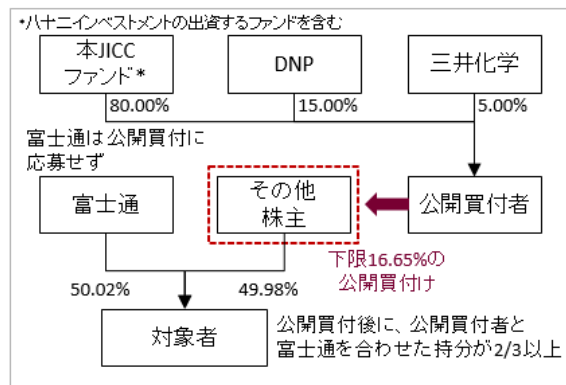 *八十二インベストメントの出資するファンドを含む
本JICC
ファンド*
DNP
三井化学
80.00%
15.00%
5.00%
富士通は公開買付に
応募せず
富士通
その他
株主
公開買付者
下限16.65%の
公開買付け
50.02%
49.98%
対象者
公開買付後に、公開買付者と
富士通を合わせた持分が2/3以上